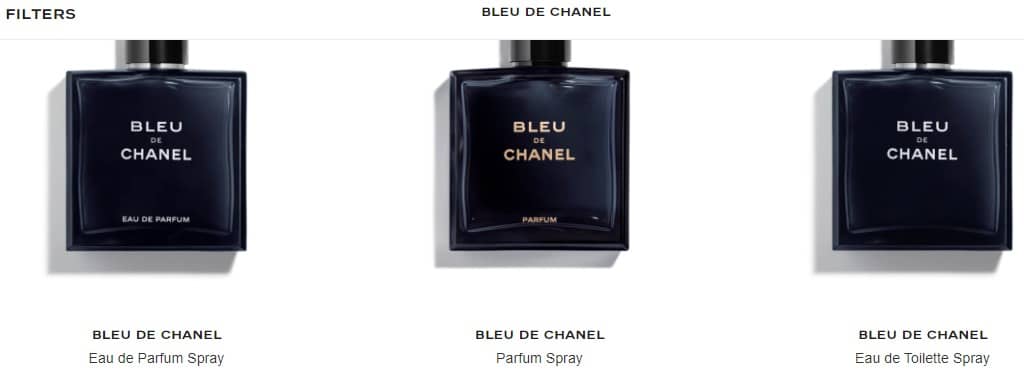 FILTERS
BLEU DE CHANEL
BLEU
DE
CHANEL
EAU DE PARFUM
BLEU
DE
CHANEL
PARFUM
BLEU
DE
CHANEL
BLEU DE CHANEL
Eau de Parfum Spray
BLEU DE CHANEL
Parfum Spray
BLEU DE CHANEL
Eau de Toilette Spray